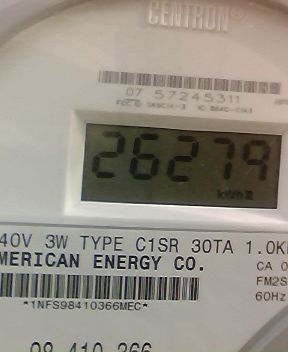 CENTRON®
07 57245311
26279
kWh
40V 3W TYPE C1SR 30TA 1.0K
MERICAN ENERGY CO.
CA 0
FM2S
60Hz
*1NFS98410366MEC*
98 410 366